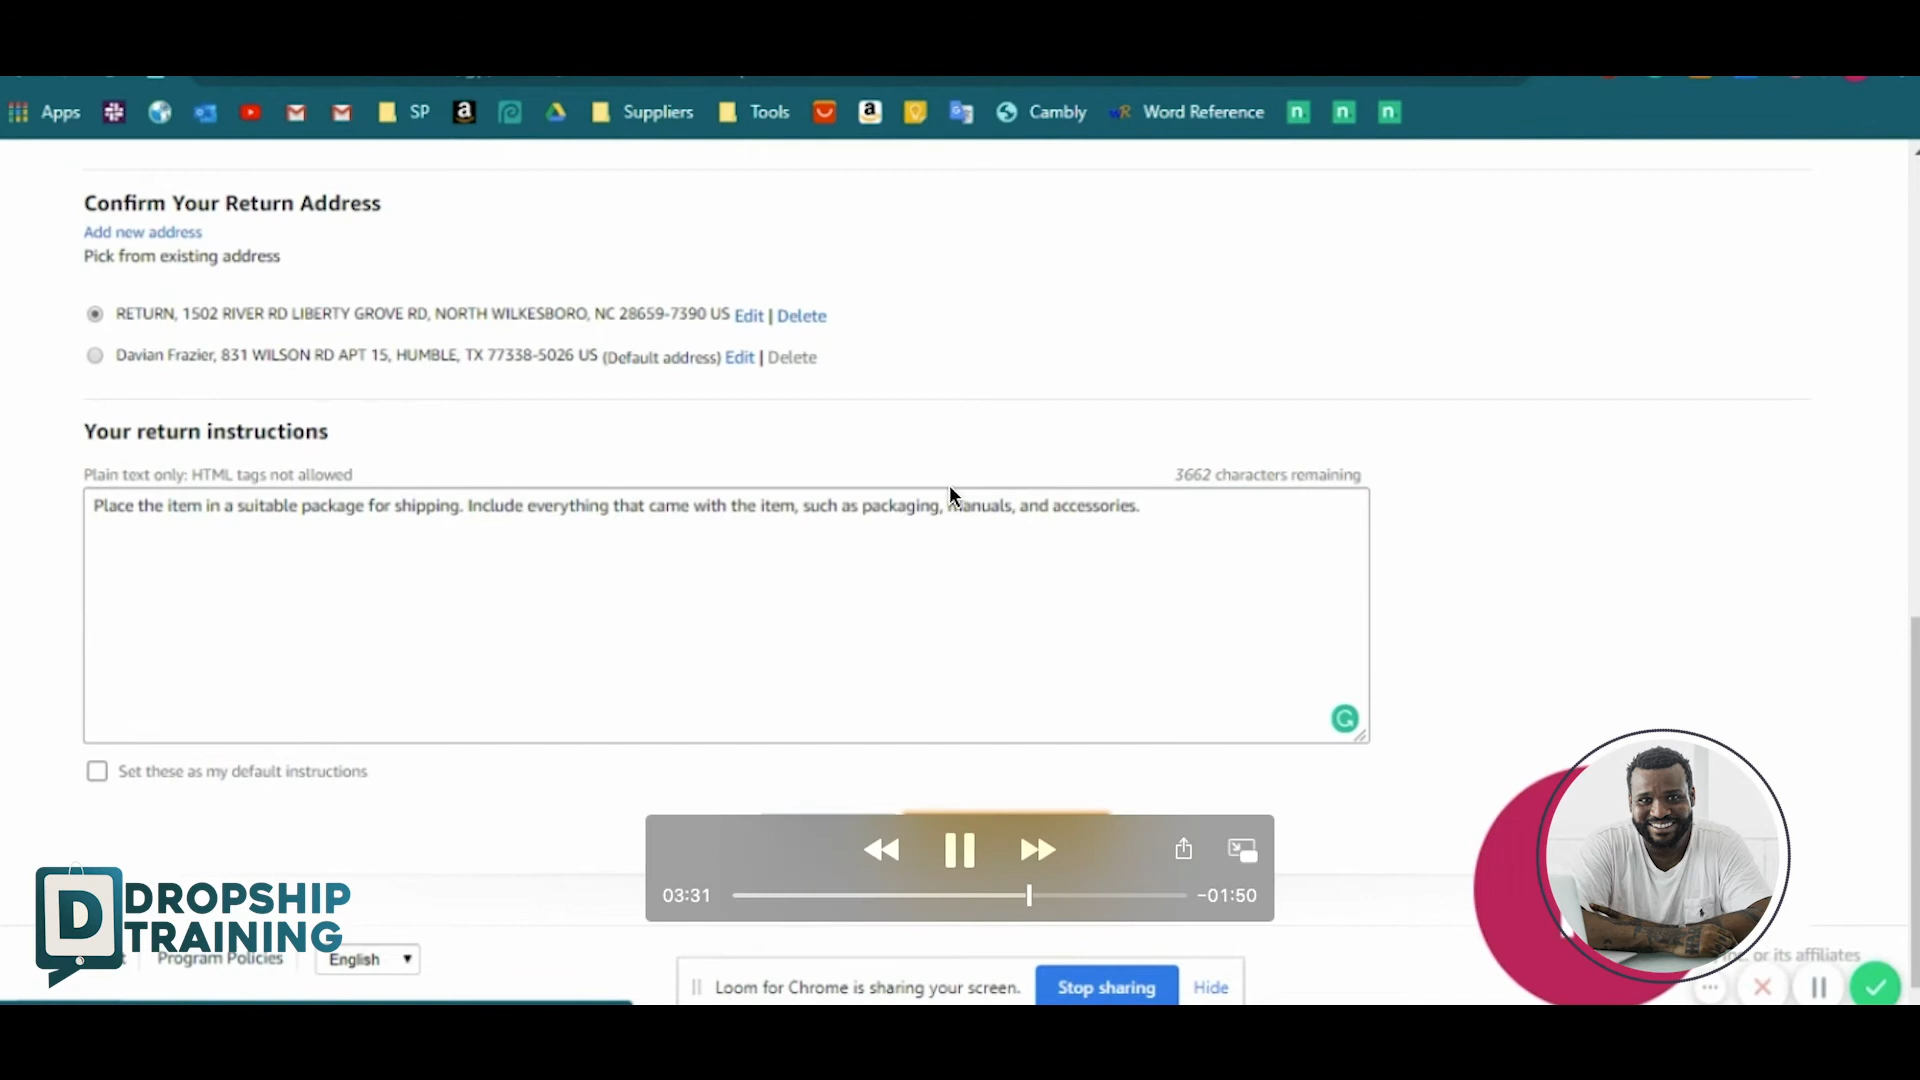 Apps SP a Suppliers Tools a Cambly WR Word Reference n n n
Confirm Your Return Address
Add new address
Pick from existing address
RETURN, 1502 RIVER RD LIBERTY GROVE RD, NORTH WILKESBORO, NC 28659-7390 US Edit | Delete
Davian Frazier, 831 WILSON RD APT 15, HUMBLE, TX 77338-5026 US (Default address) Edit | Delete
Your return instructions
Plain text only: HTML tags not allowed 3662 characters remaining
Place the item in a suitable package for shipping. Include everything that came with the item, such as packaging, manuals, and accessories.
Set these as my default instructions
03:31 -01:50
D DROPSHIP
TRAINING
Program Policies English
or its affiliates
Loom for Chrome is sharing your screen. Stop sharing Hide